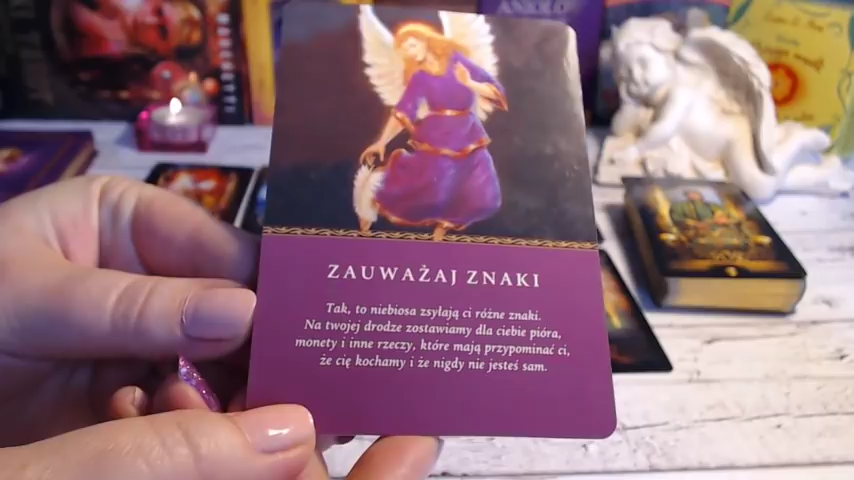 ZAUWAŻAJ ZNAKI
Tak, to niebiosa zsyłają ci różne znaki.
Na twojej drodze zostawiamy dla ciebie pióra,
monety i inne rzeczy, które mają przypominać ci,
że cię kochamy i że nigdy nie jesteś sam.